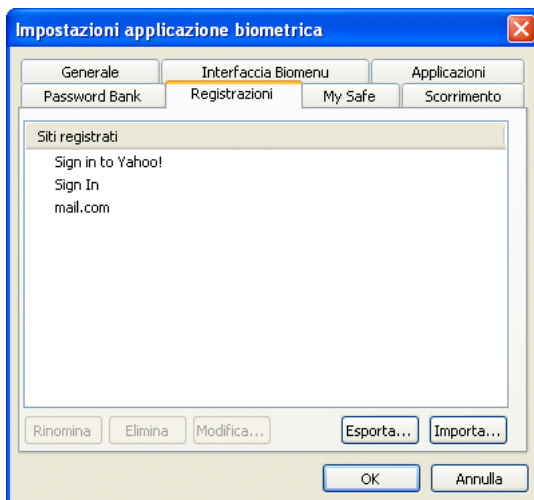 Impostazioni applicazione biometrica
Generale Interfaccia Biomenu Applicazioni
Password Bank Registrazioni My Safe Scorrimento
Siti registrati
Sign in to Yahoo!
Sign In
mail.com
Rinomina Elimina Modifica... Esporta... Importa...
OK Annulla